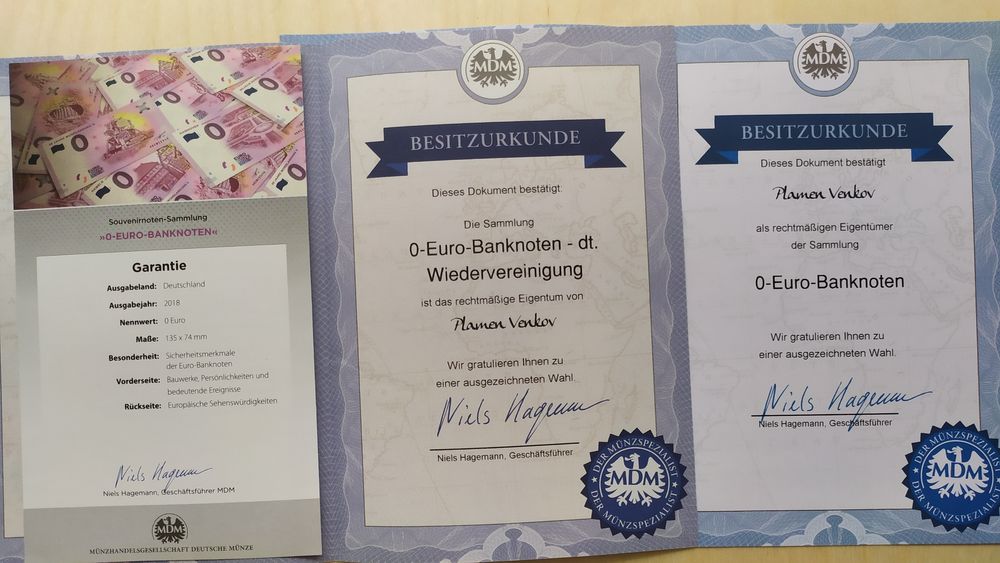 Souvenirnoten-Sammlung
»0-EURO-BANKNOTEN«
Garantie
Ausgabeland: Deutschland
Ausgabejahr: 2018
Nennwert: 0 Euro
Maße: 135 x 74 mm
Besonderheit: Sicherheitsmerkmale
der Euro-Banknoten
Vorderseite: Bauwerke, Persönlichkeiten und
bedeutende Ereignisse
Rückseite: Europäische Sehenswürdigkeiten
Niels Hagemann
Niels Hagemann, Geschäftsführer MDM
MDM
MÜNZHANDELSGESELLSCHAFT DEUTSCHE MÜNZE
MDM
BESITZURKUNDE
Dieses Dokument bestätigt:
Die Sammlung
0-Euro-Banknoten - dt.
Wiedervereinigung
ist das rechtmäßige Eigentum von
Plamen Venkov
Wir gratulieren Ihnen zu
einer ausgezeichneten Wahl.
Niels Hagemann
Niels Hagemann, Geschäftsführer
DER MÜNZSPEZIALIST
MDM
DER MÜNZSPEZIALIST
MDM
BESITZURKUNDE
Dieses Dokument bestätigt
Plamen Venkov
als rechtmäßigen Eigentümer
der Sammlung
0-Euro-Banknoten
Wir gratulieren Ihnen zu
einer ausgezeichneten Wahl.
Niels Hagemann
Niels Hagemann, Geschäftsführer
DER MÜNZSPEZIALIST
MDM
DER MÜNZSPEZIALIST